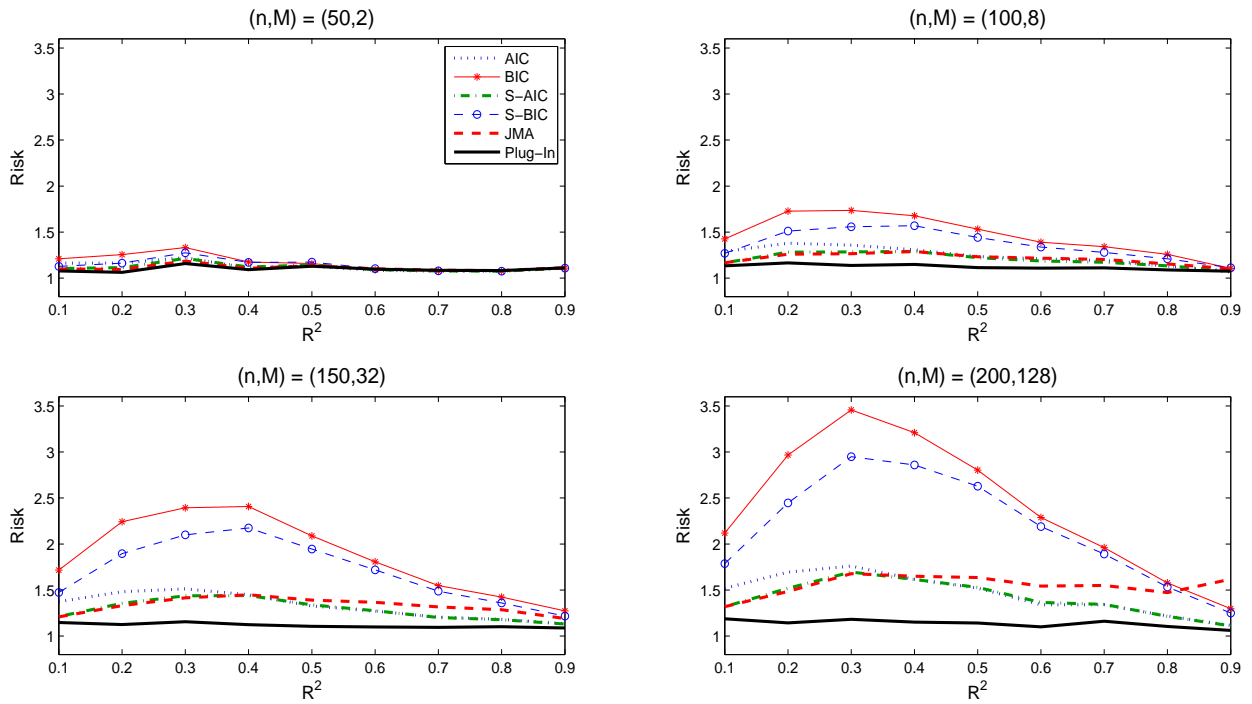 (n,M) = (50,2)
3.5
3
2.5
2
1.5
1
Risk
AIC
BIC
S−AIC
S−BIC
JMA
Plug−In
0.1 0.2 0.3 0.4 0.5 0.6 0.7 0.8 0.9
R²
(n,M) = (100,8)
3.5
3
2.5
2
1.5
1
Risk
0.1 0.2 0.3 0.4 0.5 0.6 0.7 0.8 0.9
R²
(n,M) = (150,32)
3.5
3
2.5
2
1.5
1
Risk
0.1 0.2 0.3 0.4 0.5 0.6 0.7 0.8 0.9
R²
(n,M) = (200,128)
3.5
3
2.5
2
1.5
1
Risk
0.1 0.2 0.3 0.4 0.5 0.6 0.7 0.8 0.9
R²